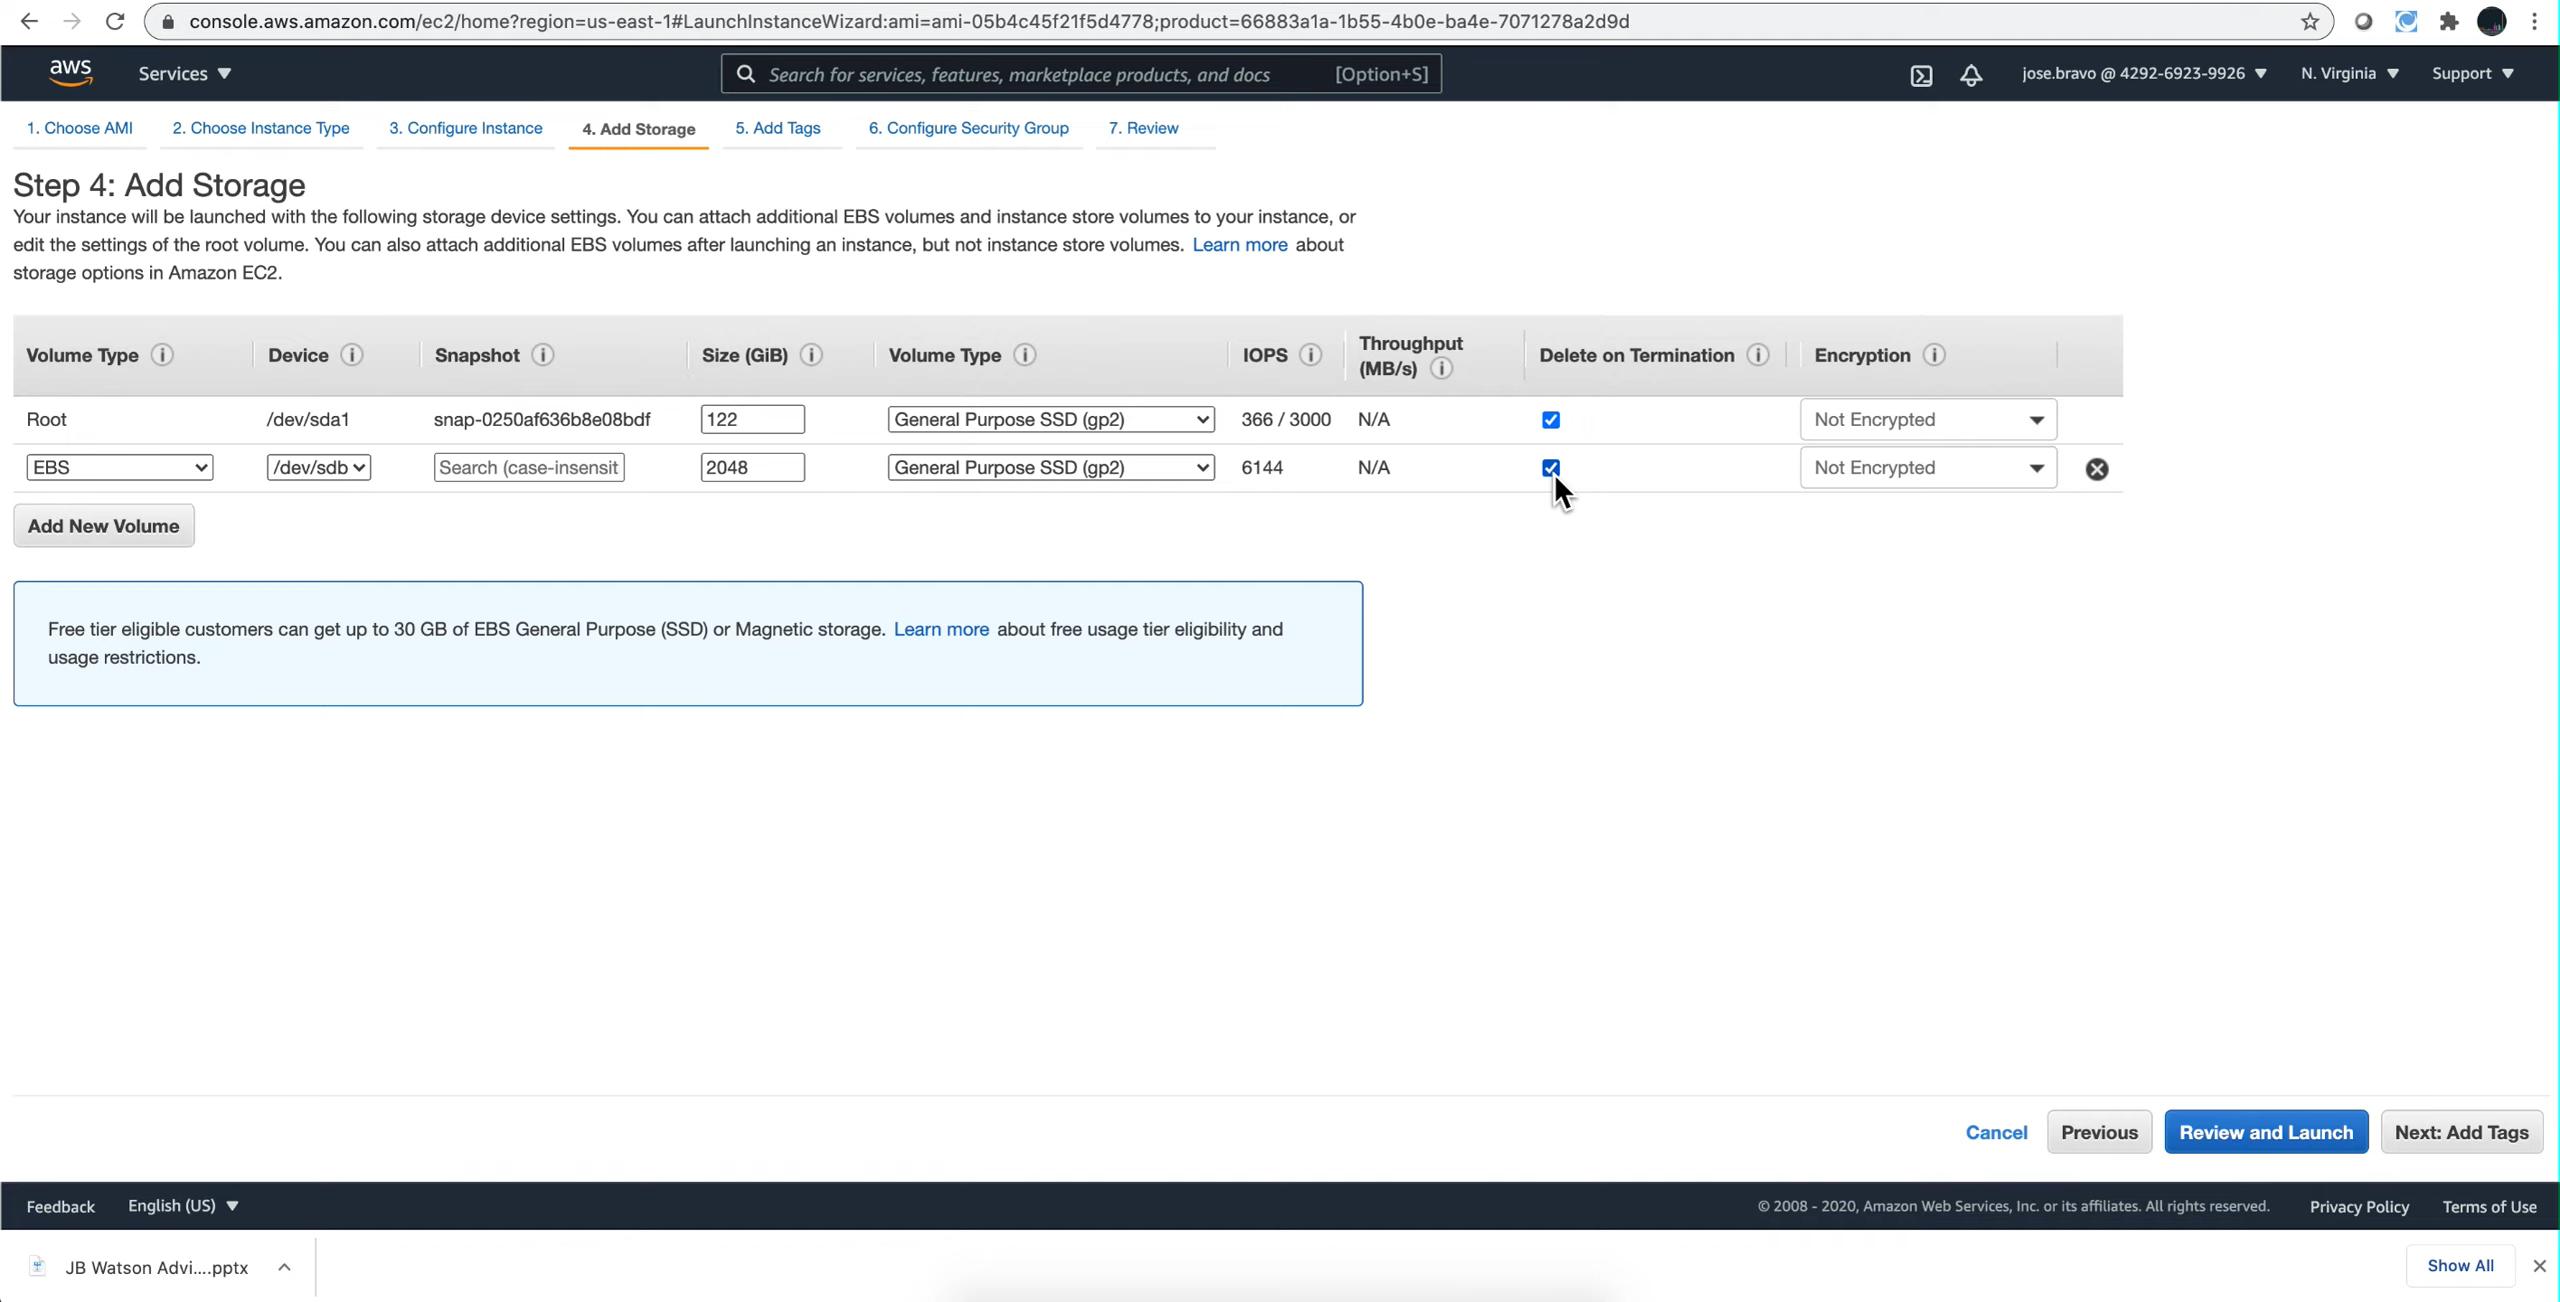 console.aws.amazon.com/ec2/home?region=us-east-1#LaunchInstanceWizard:ami=ami-05b4c45f21f5d4778;product=66883a1a-1b55-4b0e-ba4e-7071278a2d9d
aws Services Search for services, features, marketplace products, and docs [Option+S] jose.bravo @ 4292-6923-9926 N. Virginia Support
1. Choose AMI 2. Choose Instance Type 3. Configure Instance 4. Add Storage 5. Add Tags 6. Configure Security Group 7. Review
Step 4: Add Storage
Your instance will be launched with the following storage device settings. You can attach additional EBS volumes and instance store volumes to your instance, or
edit the settings of the root volume. You can also attach additional EBS volumes after launching an instance, but not instance store volumes. Learn more about
storage options in Amazon EC2.
Volume Type Device Snapshot Size (GiB) Volume Type IOPS Throughput (MB/s) Delete on Termination Encryption
Root /dev/sda1 snap-0250af636b8e08bdf 122 General Purpose SSD (gp2) 366 / 3000 N/A Not Encrypted
EBS /dev/sdb Search (case-insensit 2048 General Purpose SSD (gp2) 6144 N/A Not Encrypted
Add New Volume
Free tier eligible customers can get up to 30 GB of EBS General Purpose (SSD) or Magnetic storage. Learn more about free usage tier eligibility and
usage restrictions.
Cancel Previous Review and Launch Next: Add Tags
Feedback English (US) © 2008 - 2020, Amazon Web Services, Inc. or its affiliates. All rights reserved. Privacy Policy Terms of Use
JB Watson Advi....pptx Show All